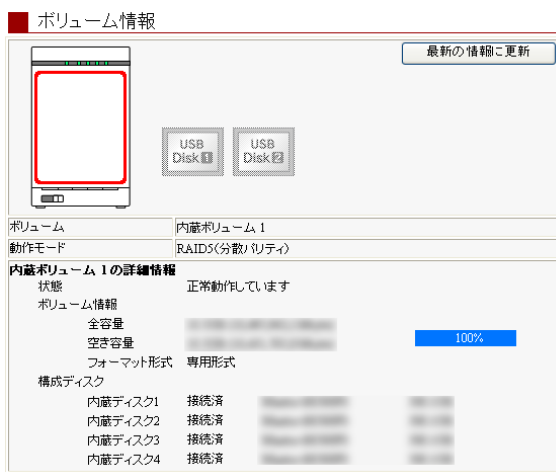 ボリューム情報
最新の情報に更新
USB
Disk 1
USB
Disk 2
ボリューム 内蔵ボリューム 1
動作モード RAID5(分散パリティ)
内蔵ボリューム 1の詳細情報
状態 正常動作しています
ボリューム情報
全容量
空き容量 100%
フォーマット形式 専用形式
構成ディスク
内蔵ディスク1 接続済
内蔵ディスク2 接続済
内蔵ディスク3 接続済
内蔵ディスク4 接続済